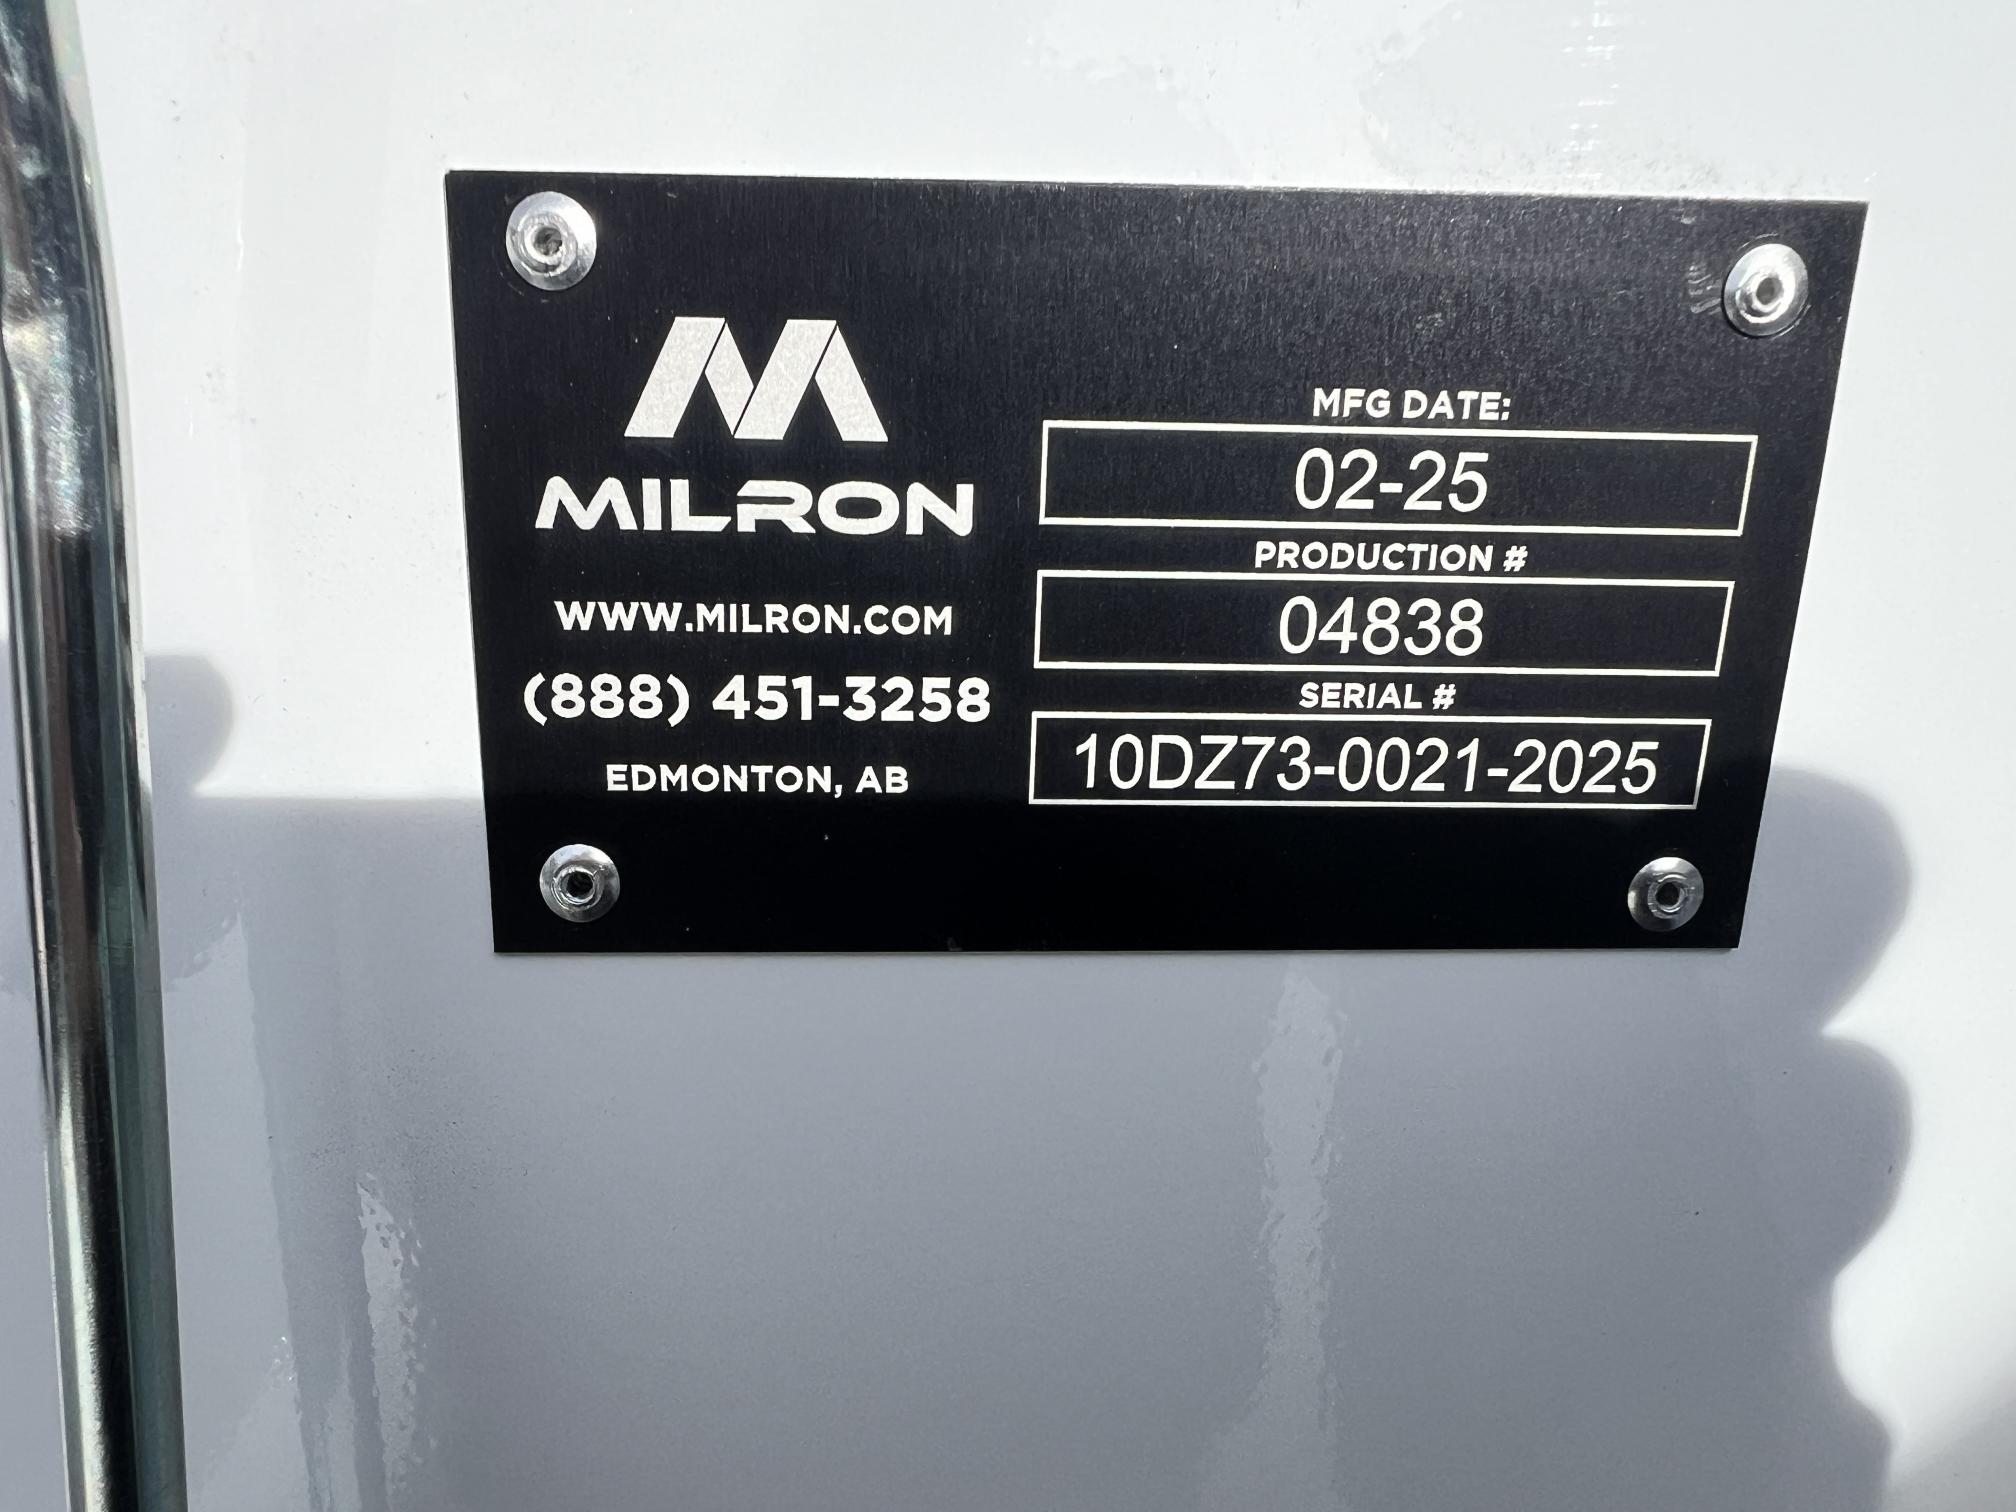 MILRON
WWW.MILRON.COM
(888) 451-3258
EDMONTON, AB
MFG DATE:
02-25
PRODUCTION #
04838
SERIAL #
10DZ73-0021-2025